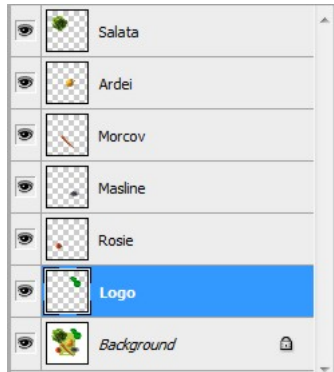 Salata
Ardei
Morcov
Masline
Rosie
Logo
Background